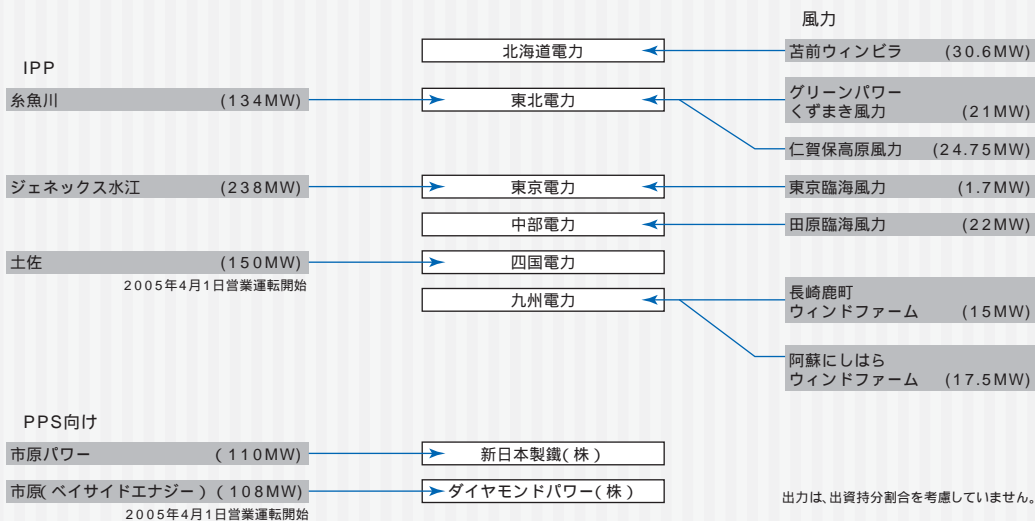 IPP
糸魚川 (134MW)
ジェネックス水江 (238MW)
土佐 (150MW)
2005年4月1日営業運転開始
PPS向け
市原パワー (110MW)
市原(ベイサイドエナジー) (108MW)
2005年4月1日営業運転開始
北海道電力
東北電力
東京電力
中部電力
四国電力
九州電力
新日本製鐵(株)
ダイヤモンドパワー(株)
風力
苫前ウィンビラ (30.6MW)
グリーンパワー
くずまき風力 (21MW)
仁賀保高原風力 (24.75MW)
東京臨海風力 (1.7MW)
田原臨海風力 (22MW)
長崎鹿町
ウィンドファーム (15MW)
阿蘇にしはら
ウィンドファーム (17.5MW)
出力は、出資持分割合を考慮していません。